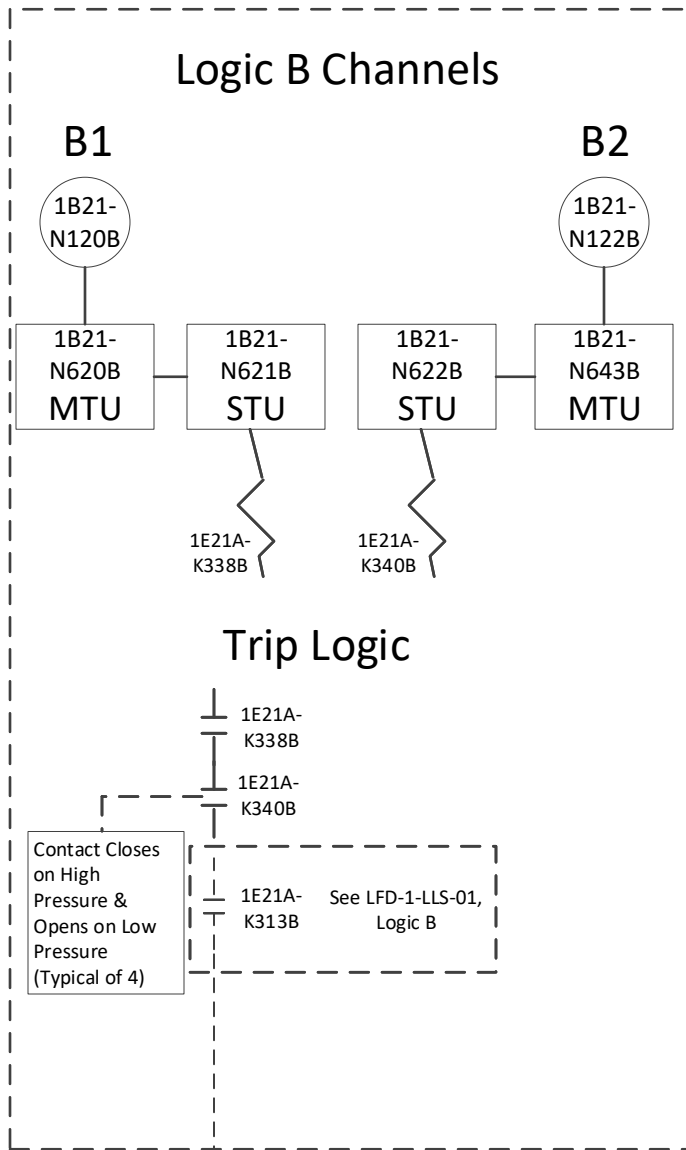 Logic B Channels
B1
B2
1B21-
N120B
1B21-
N122B
1B21-
N620B
MTU
1B21-
N621B
STU
1B21-
N622B
STU
1B21-
N643B
MTU
1E21A-
K338B
1E21A-
K340B
Trip Logic
1E21A-
K338B
1E21A-
K340B
Contact Closes
on High
Pressure &
Opens on Low
Pressure
(Typical of 4)
1E21A-
K313B
See LFD-1-LLS-01,
Logic B